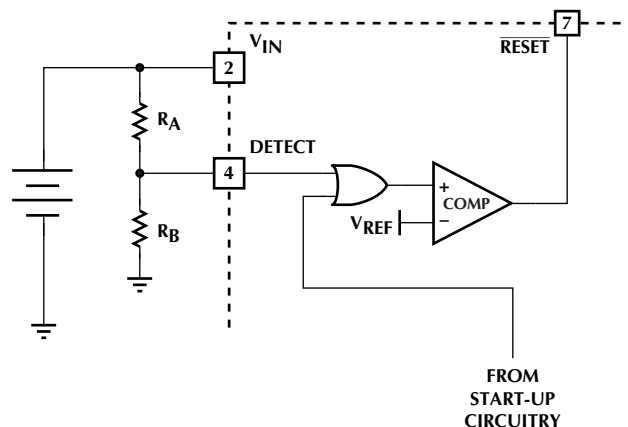 7
V_IN
RESET
2
R_A
DETECT
4
+
COMP
V_REF
−
R_B
FROM
START-UP
CIRCUITRY